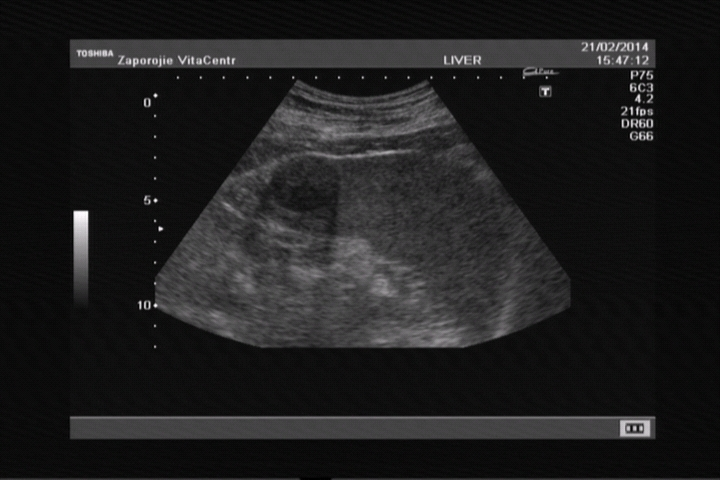 TOSHIBA Zaporojie VitaCentr LIVER 21/02/2014
15:47:12
P75
6C3
4.2
21fps
DR60
G66
T
0
5
10